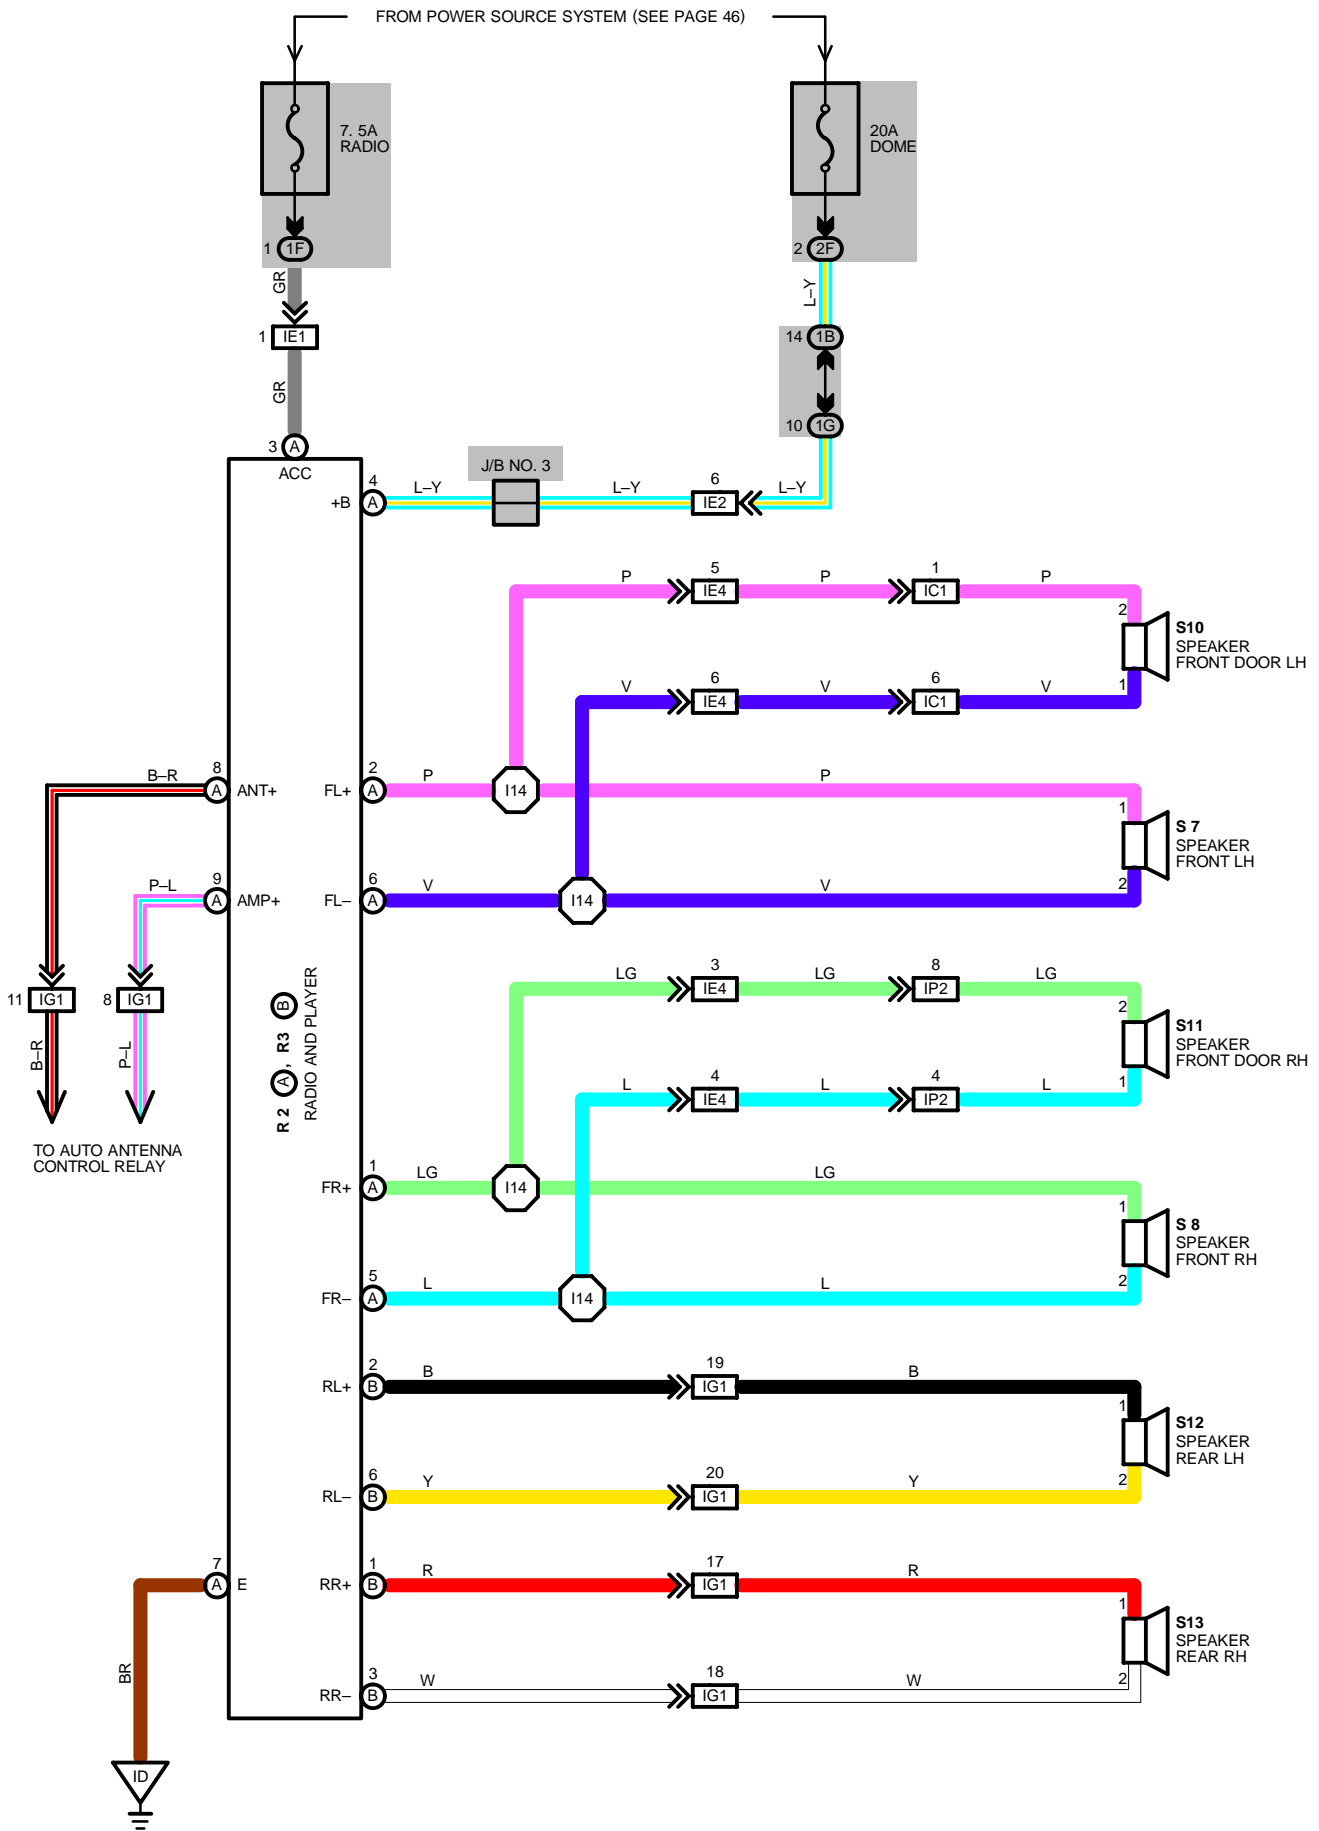 FROM POWER SOURCE SYSTEM (SEE PAGE 46)
7. 5A
RADIO
20A
DOME
1 1F
2 2F
GR
L–Y
1 IE1
14 1B
GR
10 1G
3 A
ACC
J/B NO. 3
+B
4
A
L–Y
L–Y
6
IE2
L–Y
P
5
IE4
P
1
IC1
P
2
S10
SPEAKER
FRONT DOOR LH
1
V
6
IE4
V
6
IC1
V
B–R
8
A
ANT+
FL+
2
A
P
I14
P
1
S 7
SPEAKER
FRONT LH
2
P–L
9
A
AMP+
FL–
6
A
V
I14
V
11 IG1
8 IG1
B–R
P–L
TO AUTO ANTENNA
CONTROL RELAY
R 2 A , R3 B
RADIO AND PLAYER
LG
3
IE4
LG
8
IP2
LG
2
S11
SPEAKER
FRONT DOOR RH
1
L
4
IE4
L
4
IP2
L
FR+
1
A
LG
I14
LG
1
S 8
SPEAKER
FRONT RH
2
FR–
5
A
L
I14
L
RL+
2
B
B
19
IG1
B
1
S12
SPEAKER
REAR LH
2
RL–
6
B
Y
20
IG1
Y
7
A
E
RR+
1
B
R
17
IG1
R
1
S13
SPEAKER
REAR RH
2
BR
RR–
3
B
W
18
IG1
W
ID